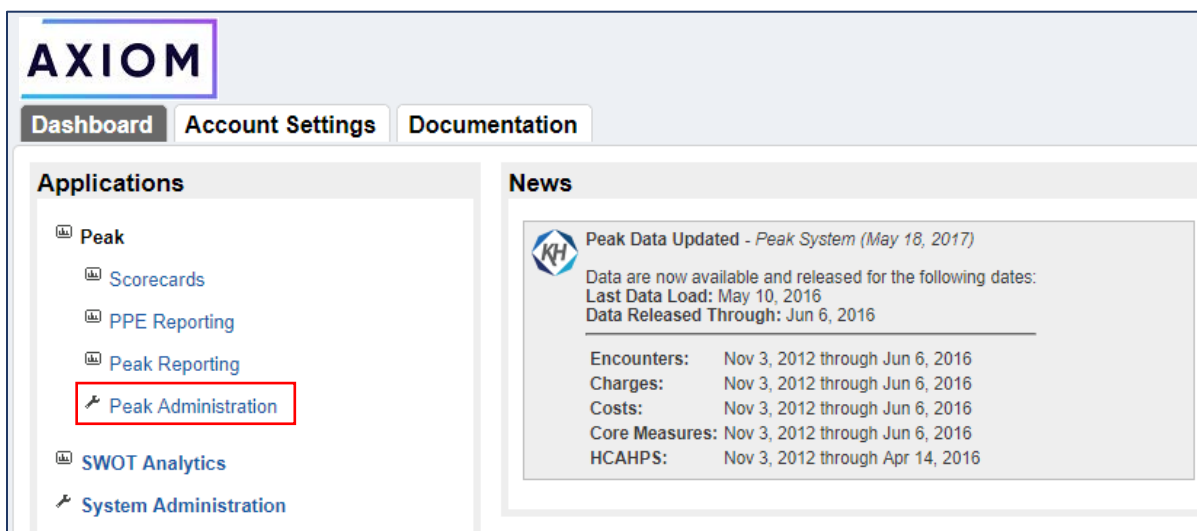 AXIOM
Dashboard Account Settings Documentation
Applications
Peak
Scorecards
PPE Reporting
Peak Reporting
Peak Administration
SWOT Analytics
System Administration
News
KH
Peak Data Updated - Peak System (May 18, 2017)
Data are now available and released for the following dates:
Last Data Load: May 10, 2016
Data Released Through: Jun 6, 2016
Encounters: Nov 3, 2012 through Jun 6, 2016
Charges: Nov 3, 2012 through Jun 6, 2016
Costs: Nov 3, 2012 through Jun 6, 2016
Core Measures: Nov 3, 2012 through Jun 6, 2016
HCAHPS: Nov 3, 2012 through Apr 14, 2016